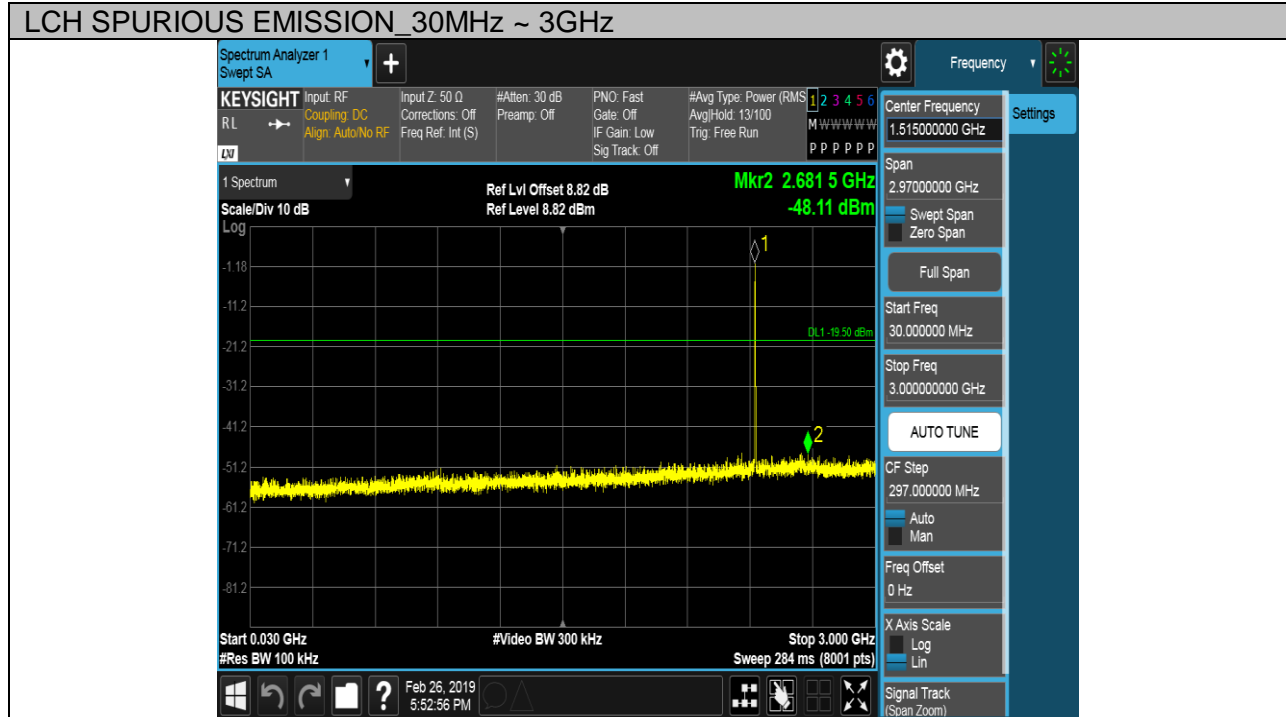 LCH SPURIOUS EMISSION_30MHz ~ 3GHz
Spectrum Analyzer 1
Swept SA
Frequency
KEYSIGHT
RL
LXI
Input: RF
Coupling: DC
Align: Auto/No RF
Input Z: 50 Ω
Corrections: Off
Freq Ref: Int (S)
#Atten: 30 dB
Preamp: Off
PNO: Fast
Gate: Off
IF Gain: Low
Sig Track: Off
#Avg Type: Power (RMS
Avg|Hold: 13/100
Trig: Free Run
1 2 3 4 5 6
M W W W W W
P P P P P P
1 Spectrum
Scale/Div 10 dB
Log
Ref Lvl Offset 8.82 dB
Ref Level 8.82 dBm
Mkr2 2.681 5 GHz
-48.11 dBm
1
-1.18
-11.2
DL1 -19.50 dBm
-21.2
-31.2
-41.2
2
-51.2
-61.2
-71.2
-81.2
Start 0.030 GHz
#Res BW 100 kHz
#Video BW 300 kHz
Stop 3.000 GHz
Sweep 284 ms (8001 pts)
Feb 26, 2019
5:52:56 PM
Center Frequency
1.515000000 GHz
Settings
Span
2.97000000 GHz
Swept Span
Zero Span
Full Span
Start Freq
30.000000 MHz
Stop Freq
3.000000000 GHz
AUTO TUNE
CF Step
297.000000 MHz
Auto
Man
Freq Offset
0 Hz
X Axis Scale
Log
Lin
Signal Track
(Span Zoom)